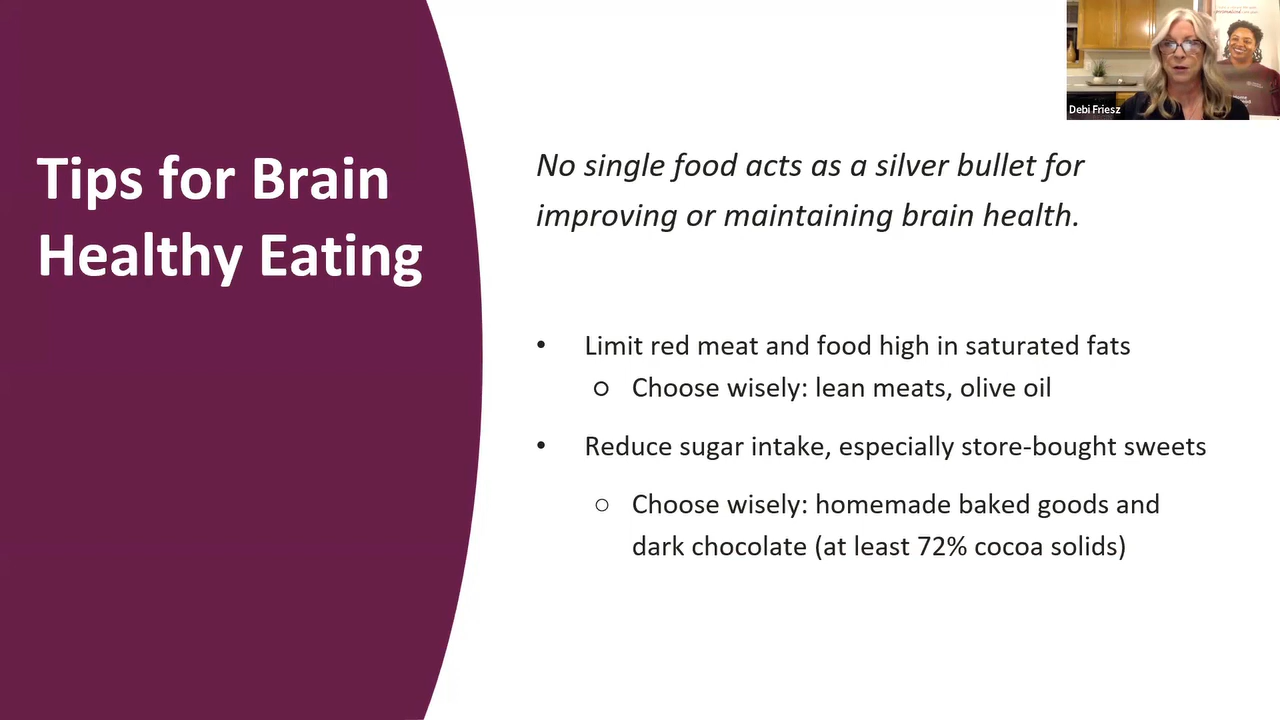 Tips for Brain
Healthy Eating
No single food acts as a silver bullet for
improving or maintaining brain health.
• Limit red meat and food high in saturated fats
○ Choose wisely: lean meats, olive oil
• Reduce sugar intake, especially store-bought sweets
○ Choose wisely: homemade baked goods and
dark chocolate (at least 72% cocoa solids)
Debi Friesz